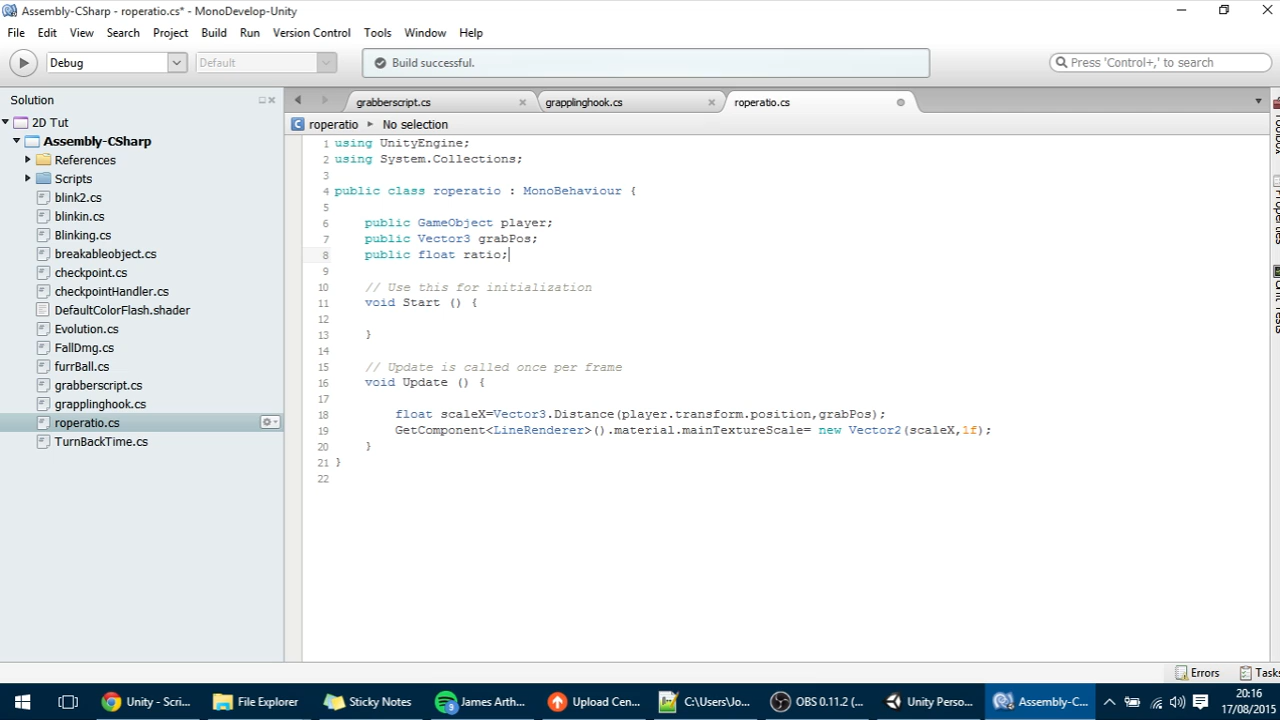 Assembly-CSharp - roperatio.cs* - MonoDevelop-Unity
File Edit View Search Project Build Run Version Control Tools Window Help
Debug Default Build successful. Press 'Control+,' to search
Solution
2D Tut
Assembly-CSharp
References
Scripts
blink2.cs
blinkin.cs
Blinking.cs
breakableobject.cs
checkpoint.cs
checkpointHandler.cs
DefaultColorFlash.shader
Evolution.cs
FallDmg.cs
furrBall.cs
grabberscript.cs
grapplinghook.cs
roperatio.cs
TurnBackTime.cs
grabberscript.cs grapplinghook.cs roperatio.cs
roperatio No selection
1 using UnityEngine;
2 using System.Collections;
3
4 public class roperatio : MonoBehaviour {
5
6 public GameObject player;
7 public Vector3 grabPos;
8 public float ratio;
9
10 // Use this for initialization
11 void Start () {
12
13 }
14
15 // Update is called once per frame
16 void Update () {
17
18 float scaleX=Vector3.Distance(player.transform.position,grabPos);
19 GetComponent<LineRenderer>().material.mainTextureScale= new Vector2(scaleX,1f);
20 }
21 }
22
Errors Tasks
Unity - Scri... File Explorer Sticky Notes James Arth... Upload Cen... C:\Users\Jo... OBS 0.11.2 (... Unity Perso... Assembly-C... 20:16
17/08/2015